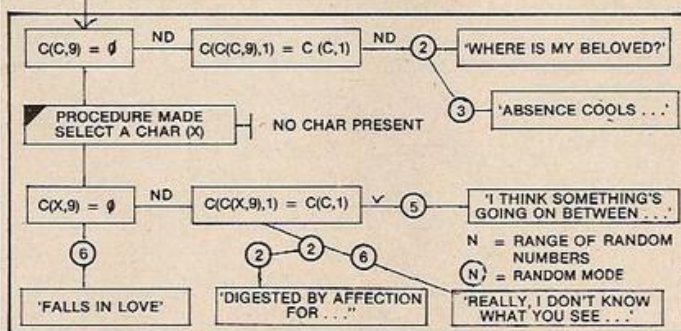 C(C,9) = ∅
ND
C(C(C,9),1) = C (C,1)
ND
2
'WHERE IS MY BELOVED?'
3
'ABSENCE COOLS . . .'
PROCEDURE MADE
SELECT A CHAR (X)
NO CHAR PRESENT
C(X,9) = ∅
ND
C(C(X,9),1) = C(C,1)
5
'I THINK SOMETHING'S
GOING ON BETWEEN . . .'
N = RANGE OF RANDOM
NUMBERS
N = RANDOM MODE
6
2
2
6
'FALLS IN LOVE'
'DIGESTED BY AFFECTION
FOR . . ."
'REALLY, I DON'T KNOW
WHAT YOU SEE . . .'